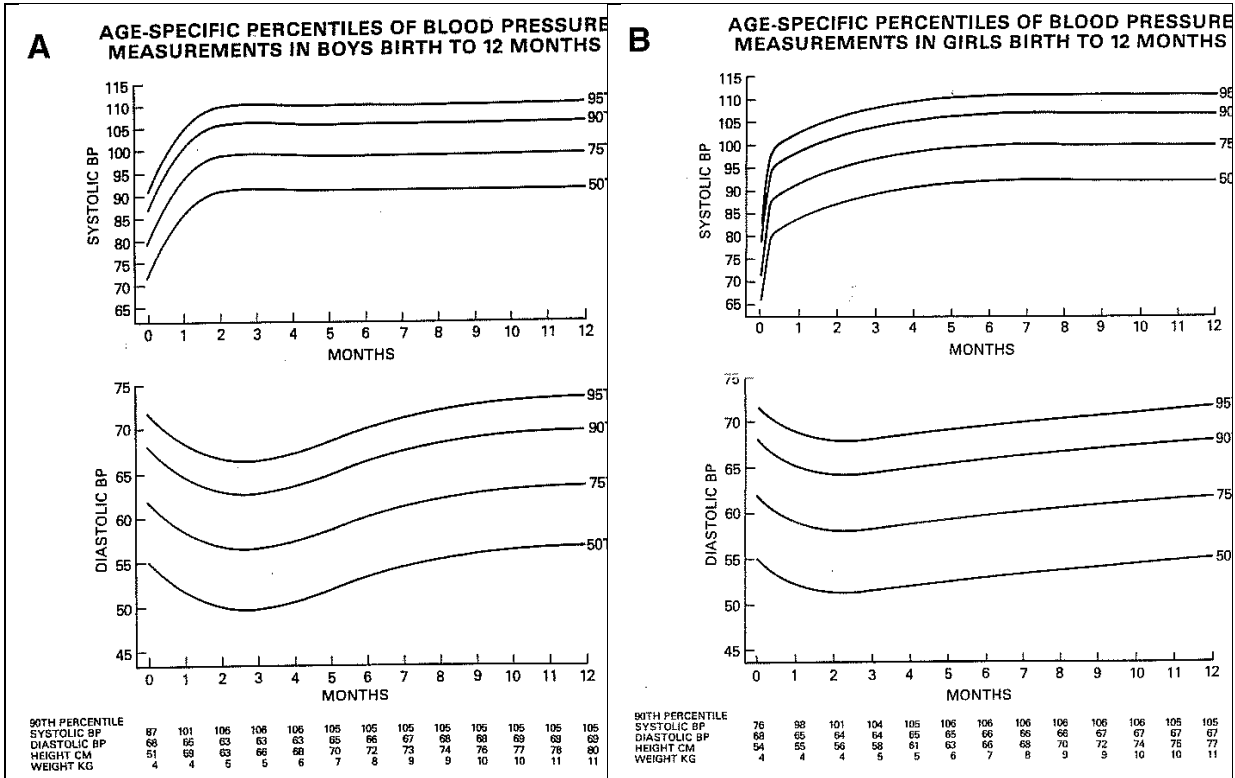 A
AGE-SPECIFIC PERCENTILES OF BLOOD PRESSURE
MEASUREMENTS IN BOYS BIRTH TO 12 MONTHS
SYSTOLIC BP
115
110
105
100
95
90
85
80
75
70
65
95T
90T
75T
50T
0 1 2 3 4 5 6 7 8 9 10 11 12
MONTHS
DIASTOLIC BP
75
70
65
60
55
50
45
95T
90T
75T
50T
0 1 2 3 4 5 6 7 8 9 10 11 12
MONTHS
90TH PERCENTILE
SYSTOLIC BP 87 101 106 106 106 105 105 105 105 105 105 105 105
DIASTOLIC BP 68 65 63 63 63 65 66 67 68 68 69 69 69
HEIGHT CM 51 59 63 66 68 70 72 73 74 76 77 78 80
WEIGHT KG 4 4 5 5 6 7 8 9 9 10 10 11 11
B
AGE-SPECIFIC PERCENTILES OF BLOOD PRESSURE
MEASUREMENTS IN GIRLS BIRTH TO 12 MONTHS
SYSTOLIC BP
115
110
105
100
95
90
85
80
75
70
65
95
90
75
50
0 1 2 3 4 5 6 7 8 9 10 11 12
MONTHS
DIASTOLIC BP
75
70
65
60
55
50
45
95
90
75
50
0 1 2 3 4 5 6 7 8 9 10 11 12
MONTHS
90TH PERCENTILE
SYSTOLIC BP 76 98 101 104 105 106 106 106 106 106 106 105 105
DIASTOLIC BP 68 65 64 64 65 65 66 66 66 67 67 67 67
HEIGHT CM 54 55 56 58 61 63 66 68 70 72 74 75 77
WEIGHT KG 4 4 4 5 5 6 7 8 9 9 10 10 11